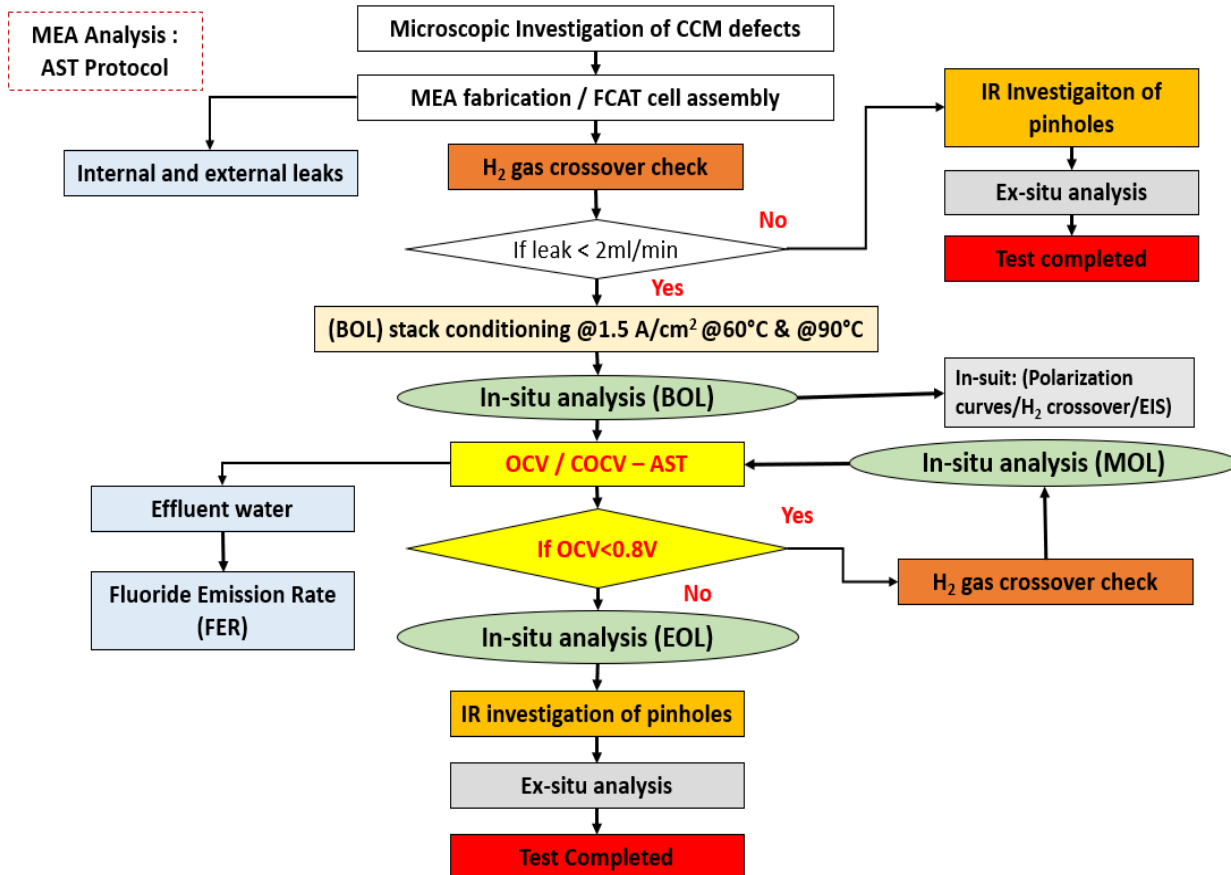 MEA Analysis :
AST Protocol
Microscopic Investigation of CCM defects
MEA fabrication / FCAT cell assembly
Internal and external leaks
H₂ gas crossover check
If leak < 2ml/min
No
IR Investigaiton of
pinholes
Ex-situ analysis
Test completed
Yes
(BOL) stack conditioning @1.5 A/cm² @60°C & @90°C
In-situ analysis (BOL)
In-suit: (Polarization
curves/H₂ crossover/EIS)
OCV / COCV – AST
In-situ analysis (MOL)
Effluent water
Fluoride Emission Rate
(FER)
If OCV<0.8V
Yes
H₂ gas crossover check
No
In-situ analysis (EOL)
IR investigation of pinholes
Ex-situ analysis
Test Completed